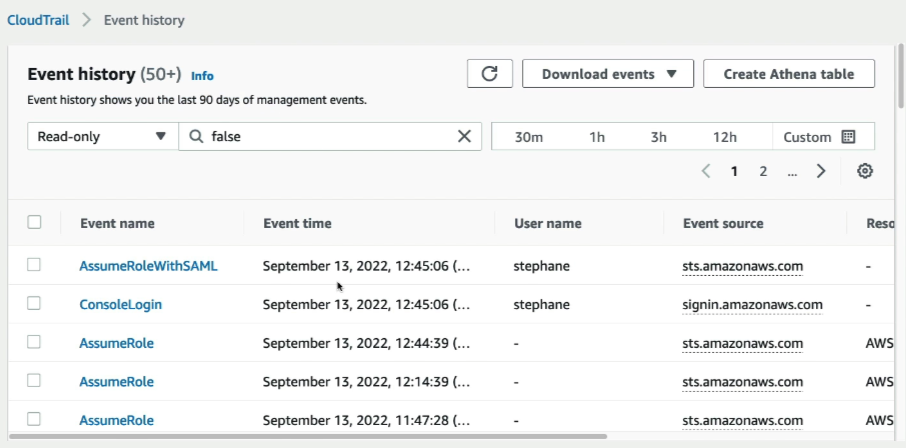 CloudTrail > Event history
Event history (50+) Info
Download events
Create Athena table
Event history shows you the last 90 days of management events.
Read-only
false
30m 1h 3h 12h Custom
1 2 ...
Event name Event time User name Event source Reso
AssumeRoleWithSAML September 13, 2022, 12:45:06 (... stephane sts.amazonaws.com -
ConsoleLogin September 13, 2022, 12:45:06 (... stephane signin.amazonaws.com -
AssumeRole September 13, 2022, 12:44:39 (... - sts.amazonaws.com AWS
AssumeRole September 13, 2022, 12:14:39 (... - sts.amazonaws.com AWS
AssumeRole September 13, 2022, 11:47:28 (... - sts.amazonaws.com AWS